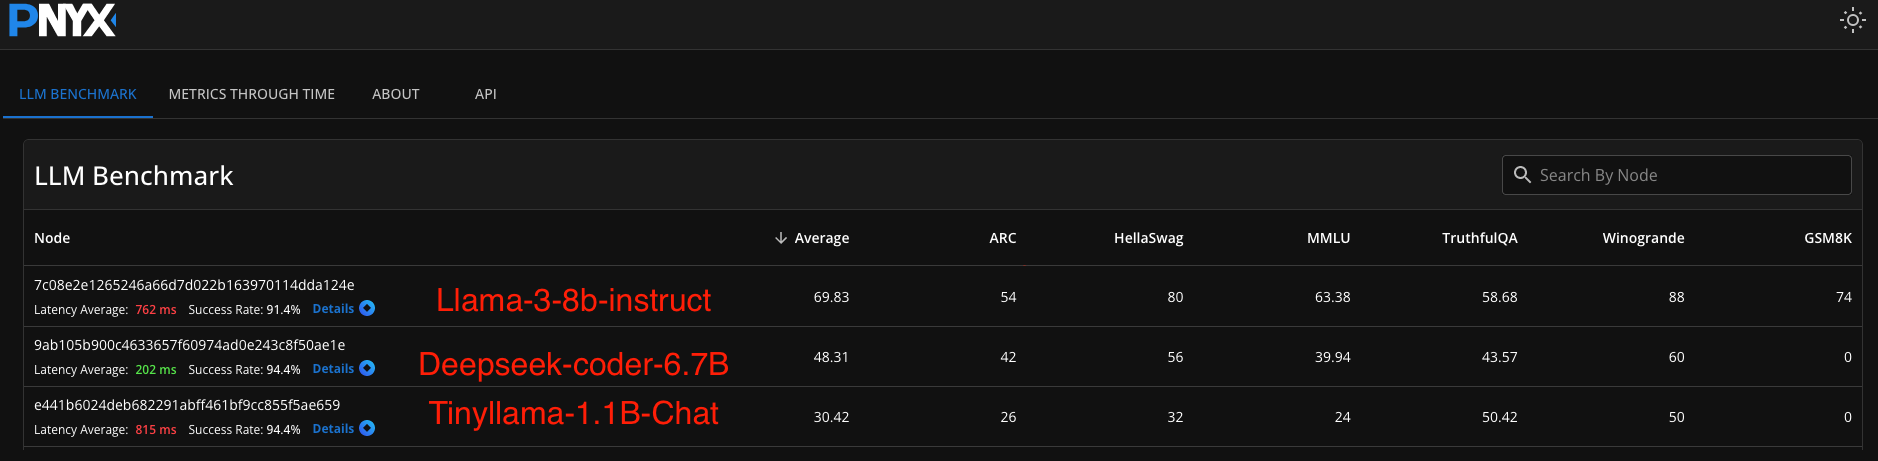 PNYX
LLM BENCHMARK METRICS THROUGH TIME ABOUT API
LLM Benchmark
Search By Node
Node Average ARC HellaSwag MMLU TruthfulQA Winogrande GSM8K
7c08e2e1265246a66d7d022b163970114dda124e
Llama-3-8b-instruct 69.83 54 80 63.38 58.68 88 74
Latency Average: 762 ms Success Rate: 91.4% Details
9ab105b900c4633657f60974ad0e243c8f50ae1e
Deepseek-coder-6.7B 48.31 42 56 39.94 43.57 60 0
Latency Average: 202 ms Success Rate: 94.4% Details
e441b6024deb682291abff461bf9cc855f5ae659
Tinyllama-1.1B-Chat 30.42 26 32 24 50.42 50 0
Latency Average: 815 ms Success Rate: 94.4% Details